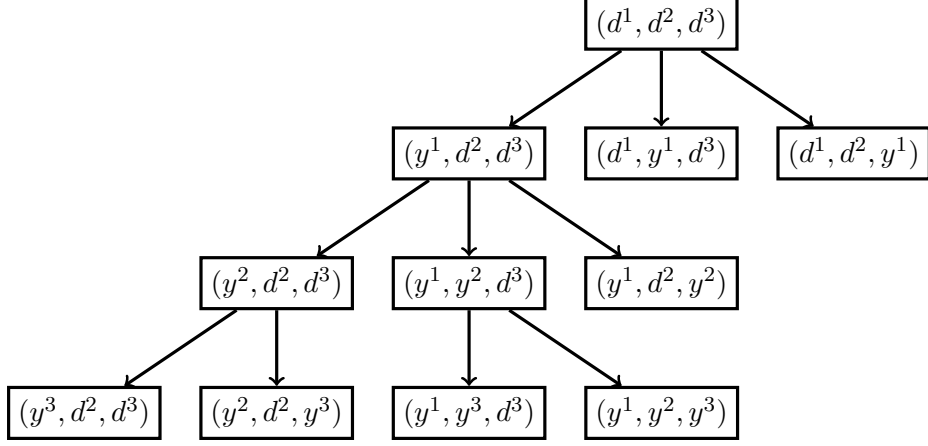 (d¹, d², d³)
(y¹, d², d³) (d¹, y¹, d³) (d¹, d², y¹)
(y², d², d³) (y¹, y², d³) (y¹, d², y²)
(y³, d², d³) (y², d², y³) (y¹, y³, d³) (y¹, y², y³)